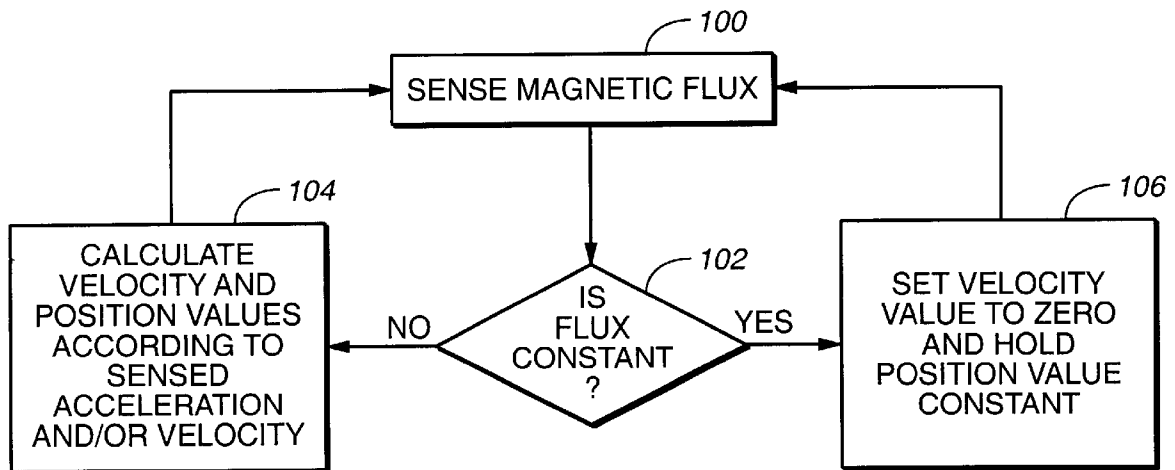 100
SENSE MAGNETIC FLUX
104
CALCULATE
VELOCITY AND
POSITION VALUES
ACCORDING TO
SENSED
ACCELERATION
AND/OR VELOCITY
NO
102
IS
FLUX
CONSTANT
?
YES
106
SET VELOCITY
VALUE TO ZERO
AND HOLD
POSITION VALUE
CONSTANT